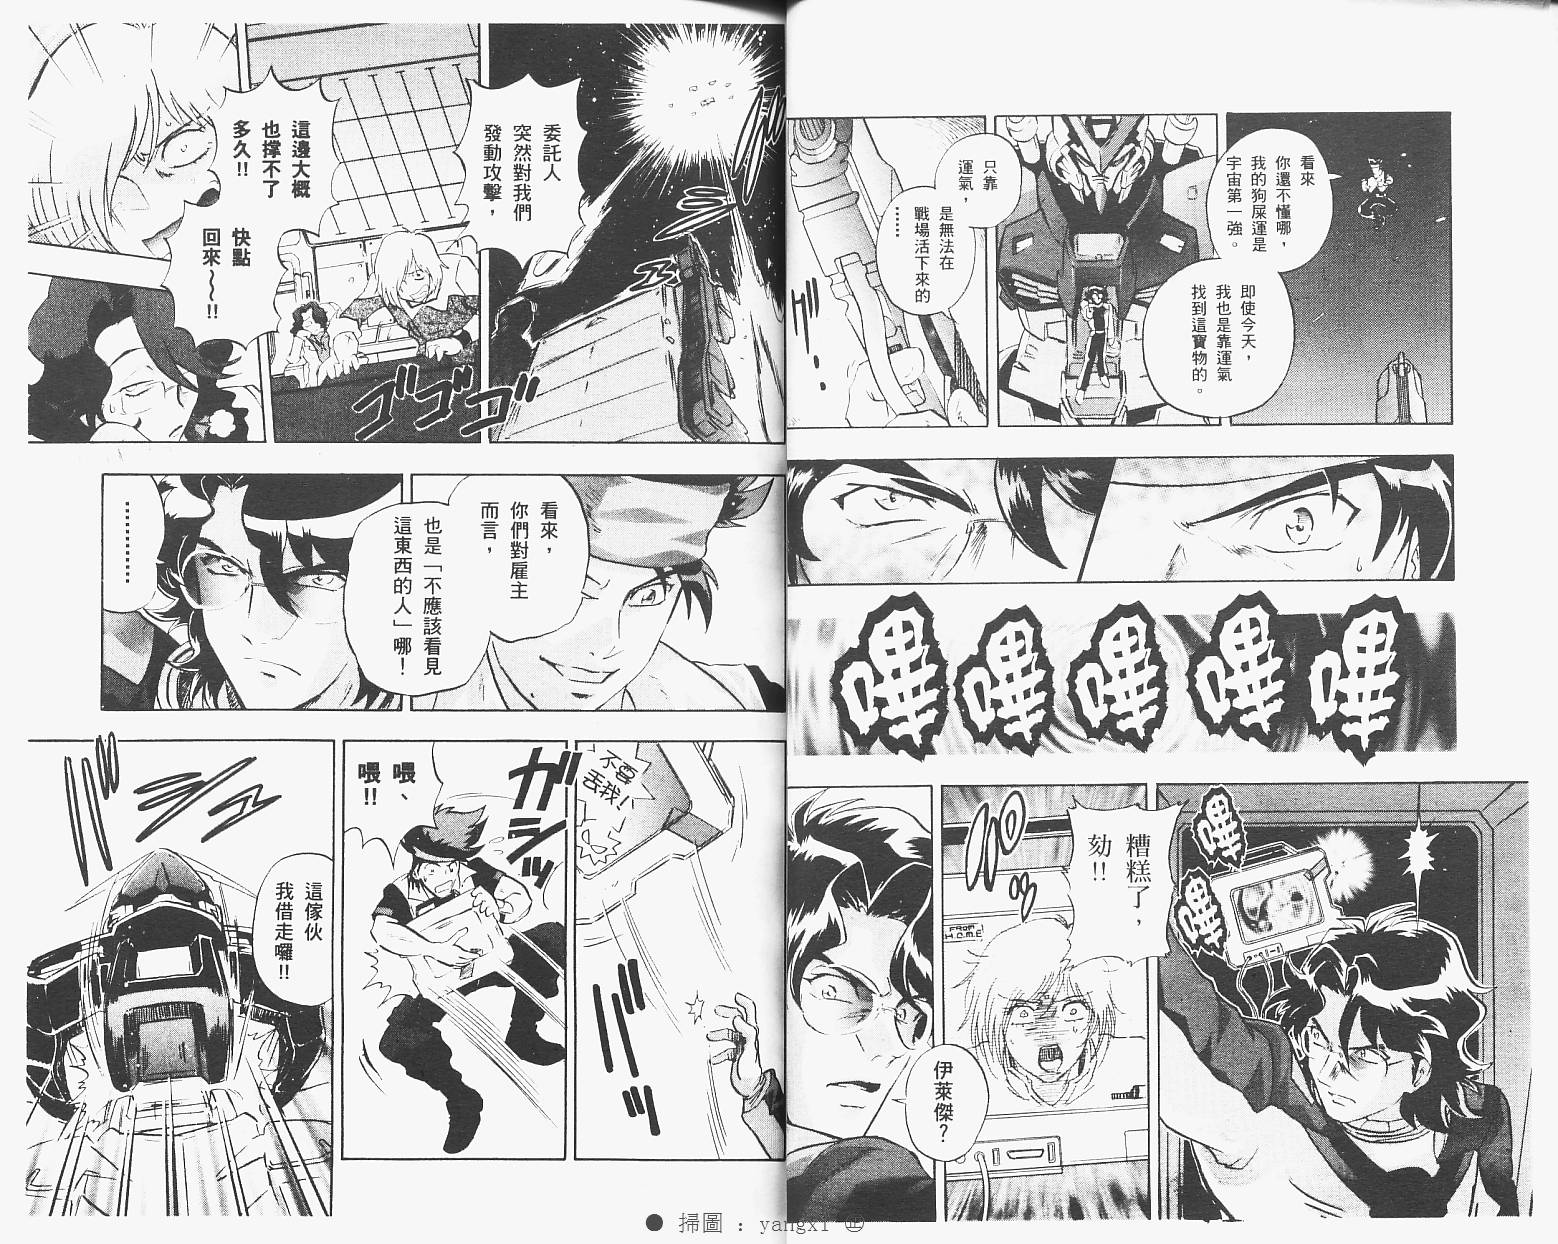 看來
你還不懂哪，
我的狗屎運是
宇宙第一強。
即使今天，
我也是靠運氣
找到這寶物的。
只靠
運氣，
是無法在
戰場活下來的
……
嗶
嗶
嗶
嗶
嗶
嗶
嗶
糟糕了，
効!!
FROM
H.O.M.E
伊萊傑？
委託人
突然對我們
發動攻擊，
這邊大概
也撐不了
多久!!
快點
回來～～!!
ゴゴゴ
看來，
你們對雇主
而言，
也是「不應該看見
這東西的人」哪！
…………
不要
丟我！
ガシッ
喂、
喂!!
這傢伙
我借走囉!!
● 掃圖 : yangxi ㊣